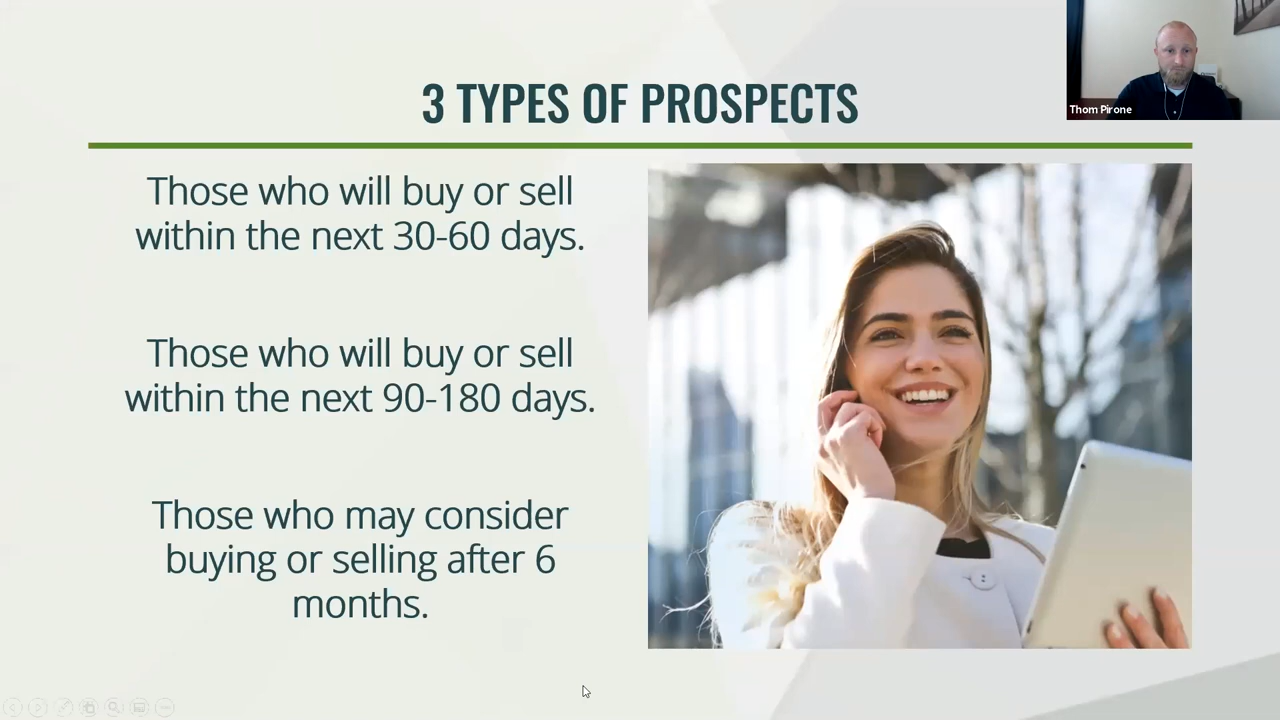 3 TYPES OF PROSPECTS
Thom Pirone
Those who will buy or sell
within the next 30-60 days.
Those who will buy or sell
within the next 90-180 days.
Those who may consider
buying or selling after 6
months.